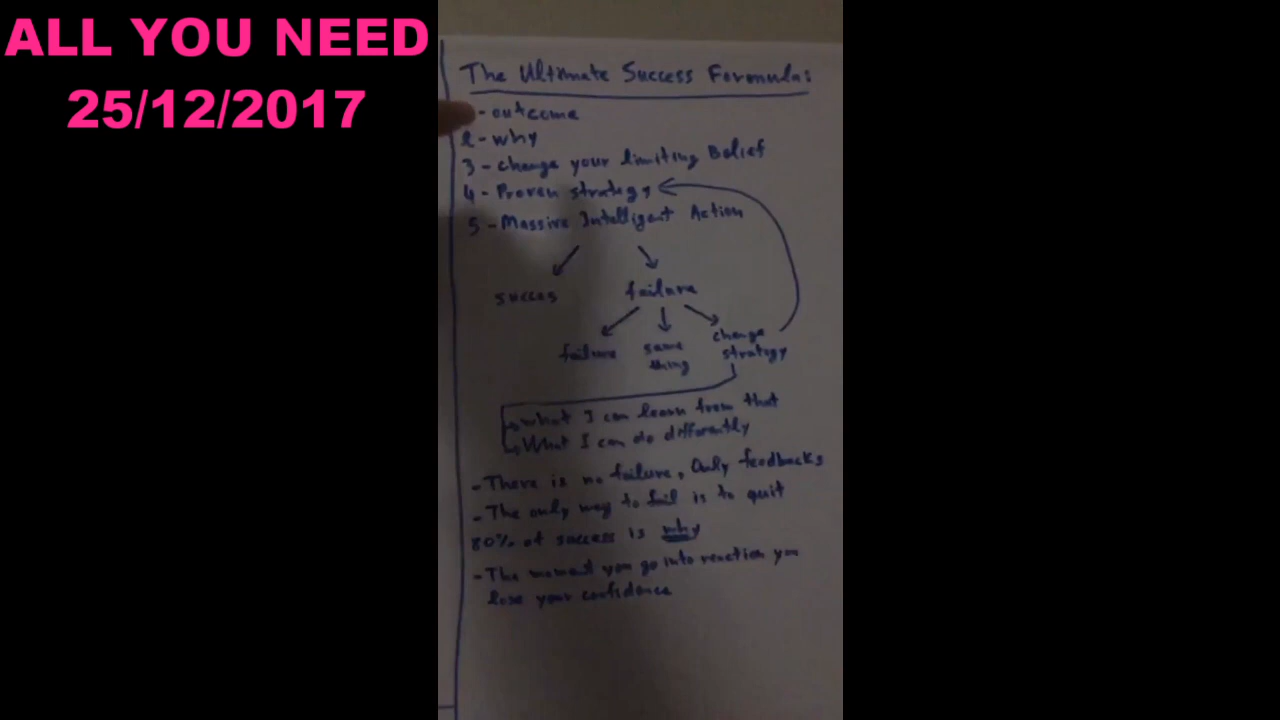 ALL YOU NEED
25/12/2017
The Ultimate Success Formula:
- outcome
2 - why
3 - change your limiting Belief
4 - Proven strategy
5 - Massive Intelligent Action
succes
failure
failure
same
thing
change
strategy
what I can learn from that
What I can do differently
- There is no failure, Only feedbacks
- The only way to fail is to quit
80% of success is why
- The moment you go into reaction you
lose your confidence